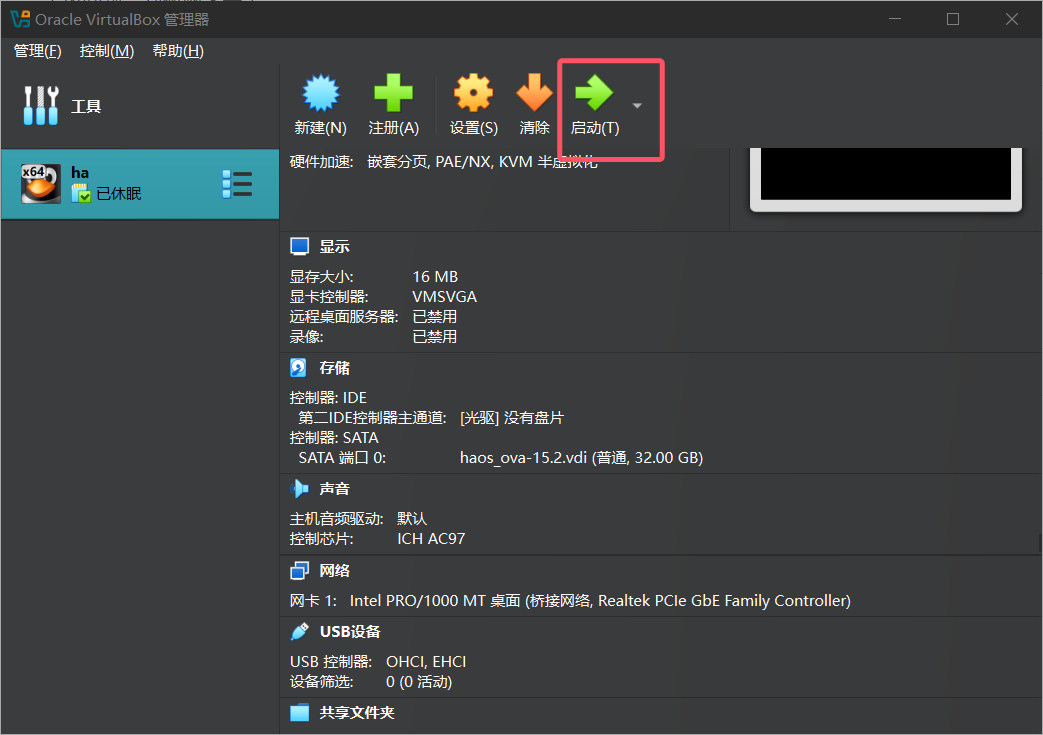 Oracle VirtualBox 管理器
管理(F) 控制(M) 帮助(H)
工具
新建(N) 注册(A) 设置(S) 清除 启动(T)
x64
ha
已休眠
硬件加速: 嵌套分页, PAE/NX, KVM 半虚拟化
显示
显存大小: 16 MB
显卡控制器: VMSVGA
远程桌面服务器: 已禁用
录像: 已禁用
存储
控制器: IDE
第二IDE控制器主通道: [光驱] 没有盘片
控制器: SATA
SATA 端口 0: haos_ova-15.2.vdi (普通, 32.00 GB)
声音
主机音频驱动: 默认
控制芯片: ICH AC97
网络
网卡 1: Intel PRO/1000 MT 桌面 (桥接网络, Realtek PCIe GbE Family Controller)
USB设备
USB 控制器: OHCI, EHCI
设备筛选: 0 (0 活动)
共享文件夹